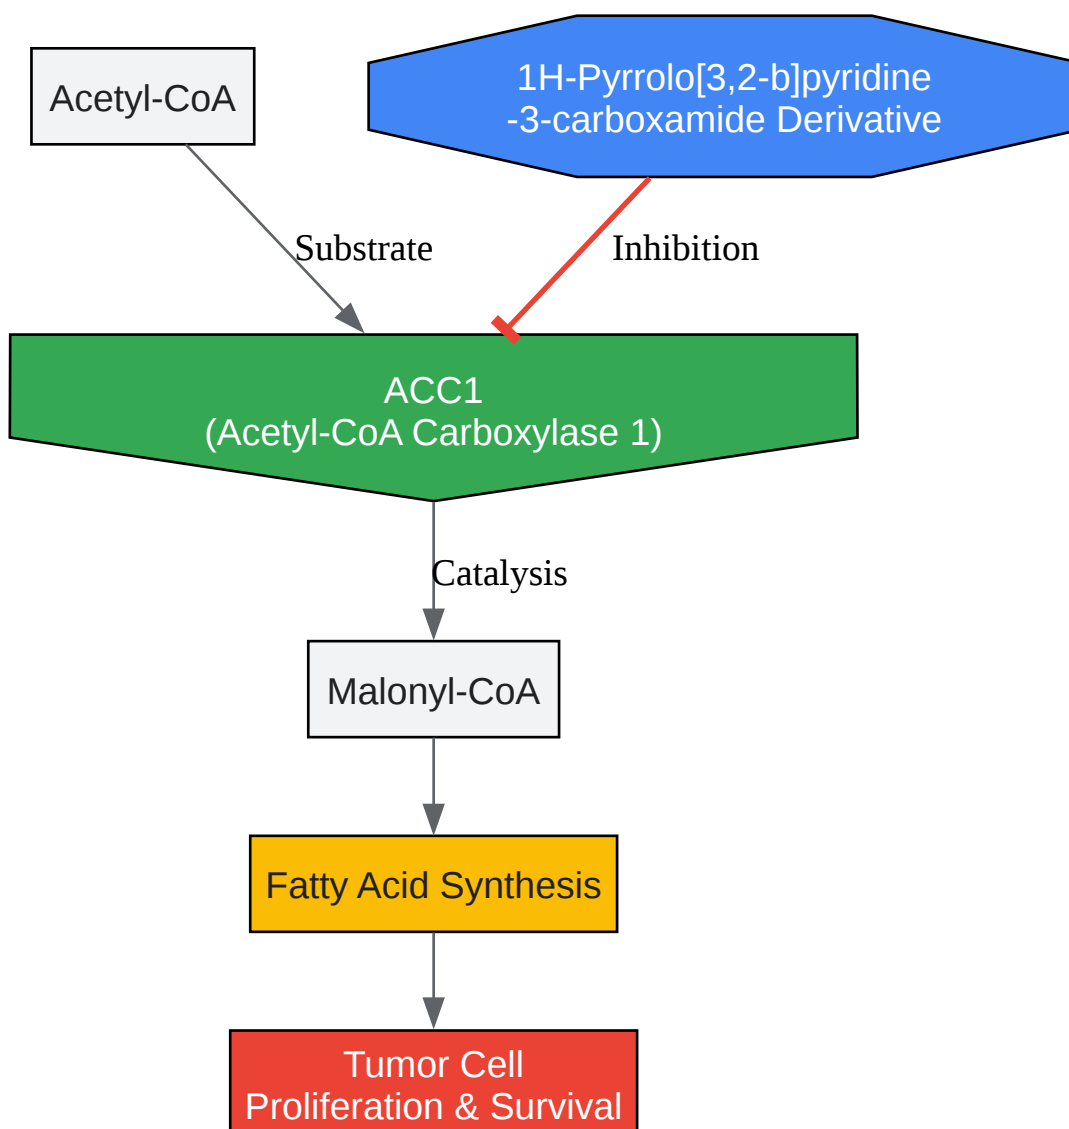 Acetyl-CoA
1H-Pyrrolo[3,2-b]pyridine
-3-carboxamide Derivative
Substrate
Inhibition
ACC1
(Acetyl-CoA Carboxylase 1)
Catalysis
Malonyl-CoA
Fatty Acid Synthesis
Tumor Cell
Proliferation & Survival